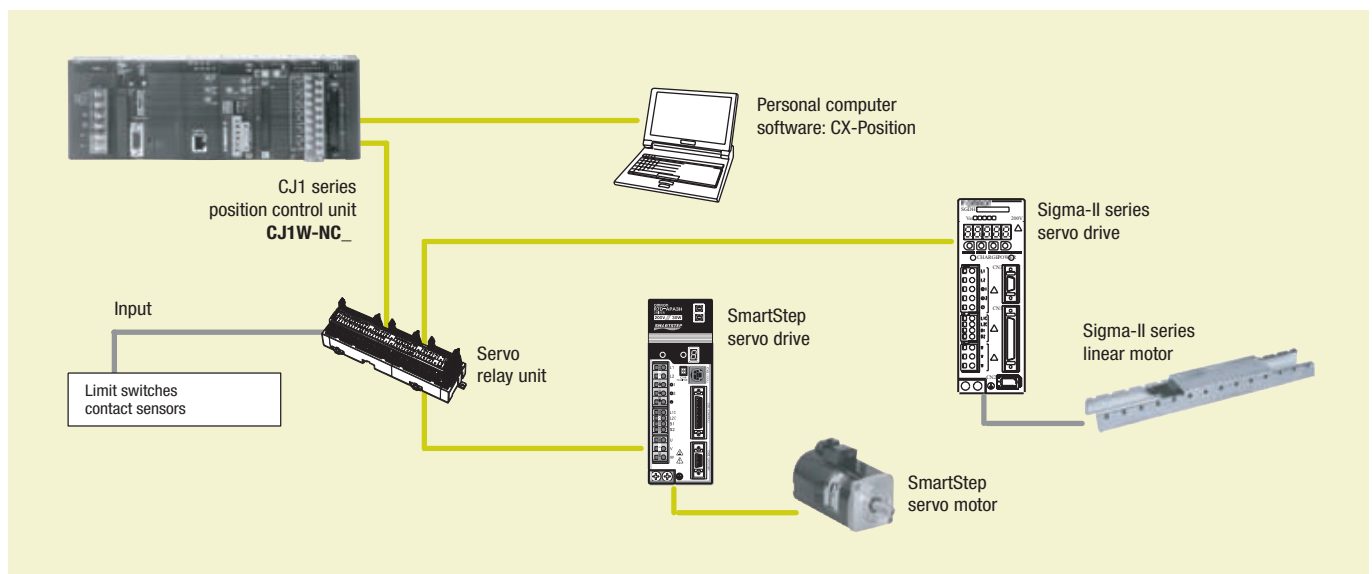 Personal computer
software: CX-Position
CJ1 series
position control unit
CJ1W-NC_
Sigma-II series
servo drive
Input
SmartStep
servo drive
Servo
relay unit
Sigma-II series
linear motor
Limit switches
contact sensors
SmartStep
servo motor